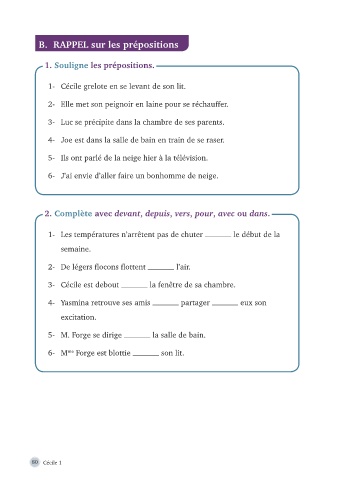 B. RAPPEL sur les prépositions
1. Souligne les prépositions.
1- Cécile grelote en se levant de son lit.
2- Elle met son peignoir en laine pour se réchauffer.
3- Luc se précipite dans la chambre de ses parents.
4- Joe est dans la salle de bain en train de se raser.
5- Ils ont parlé de la neige hier à la télévision.
6- J'ai envie d'aller faire un bonhomme de neige.
2. Complète avec devant, depuis, vers, pour, avec ou dans.
1- Les températures n'arrêtent pas de chuter ______ le début de la
semaine.
2- De légers flocons flottent ______ l'air.
3- Cécile est debout ______ la fenêtre de sa chambre.
4- Yasmina retrouve ses amis ______ partager ______ eux son
excitation.
5- M. Forge se dirige ______ la salle de bain.
6- Mme Forge est blottie ______ son lit.
Cécile 1